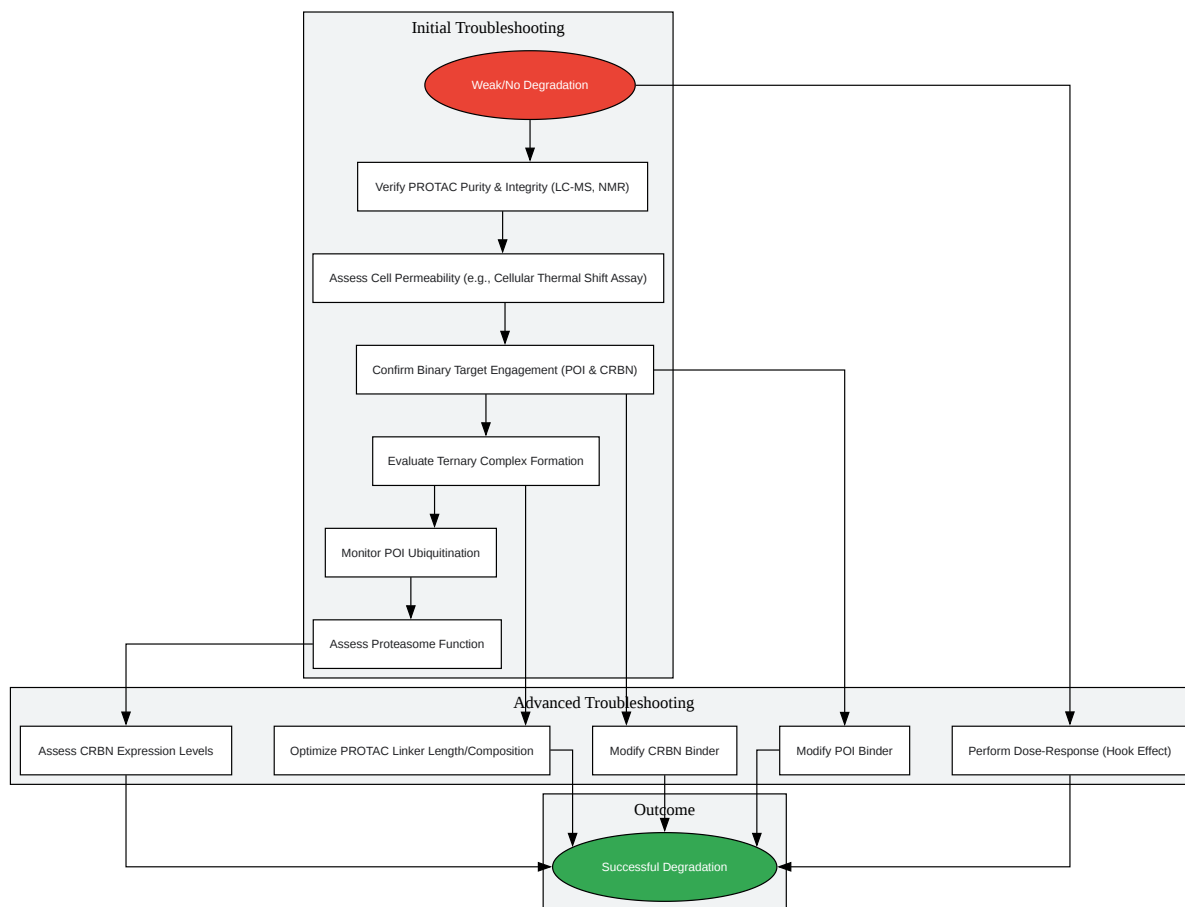 Initial Troubleshooting
Weak/No Degradation
Verify PROTAC Purity & Integrity (LC-MS, NMR)
Assess Cell Permeability (e.g., Cellular Thermal Shift Assay)
Confirm Binary Target Engagement (POI & CRBN)
Evaluate Ternary Complex Formation
Monitor POI Ubiquitination
Assess Proteasome Function
Advanced Troubleshooting
Assess CRBN Expression Levels
Optimize PROTAC Linker Length/Composition
Modify CRBN Binder
Modify POI Binder
Perform Dose-Response (Hook Effect)
Outcome
Successful Degradation